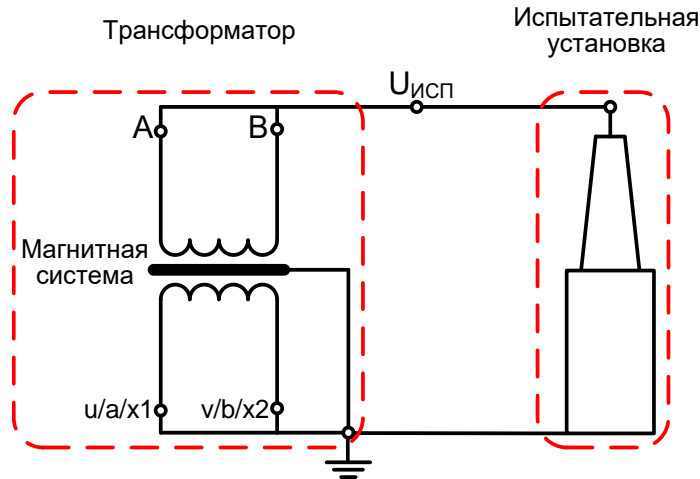 Трансформатор
Испытательная
установка
UИСП
A
B
Магнитная
система
u/a/x1
v/b/x2